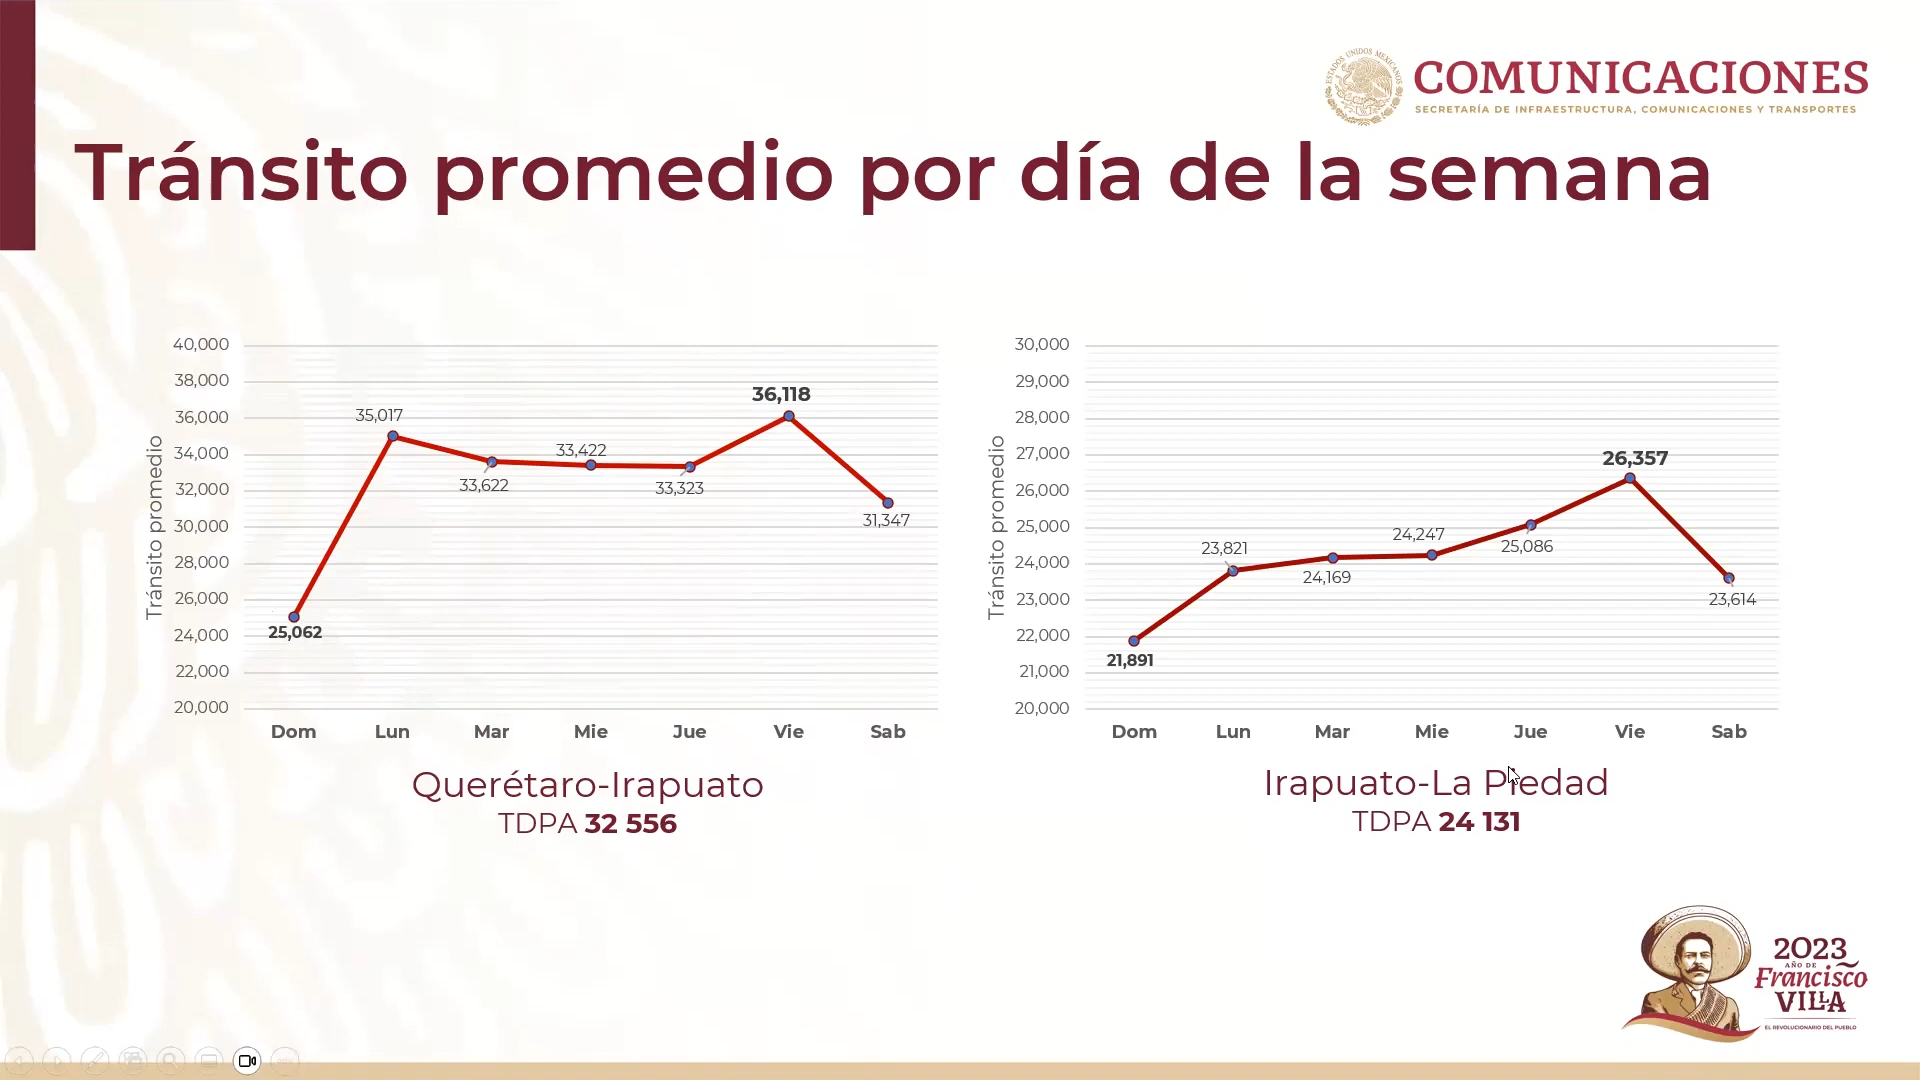 ESTADOS UNIDOS MEXICANOS
COMUNICACIONES
SECRETARÍA DE INFRAESTRUCTURA, COMUNICACIONES Y TRANSPORTES
Tránsito promedio por día de la semana
Tránsito promedio
40,000
38,000
36,000
34,000
32,000
30,000
28,000
26,000
24,000
22,000
20,000
25,062
35,017
33,622
33,422
33,323
36,118
31,347
Dom Lun Mar Mie Jue Vie Sab
Querétaro-Irapuato
TDPA 32 556
Tránsito promedio
30,000
29,000
28,000
27,000
26,000
25,000
24,000
23,000
22,000
21,000
20,000
21,891
23,821
24,169
24,247
25,086
26,357
23,614
Dom Lun Mar Mie Jue Vie Sab
Irapuato-La Piedad
TDPA 24 131
2023
AÑO DE
Francisco
VILLA
EL REVOLUCIONARIO DEL PUEBLO